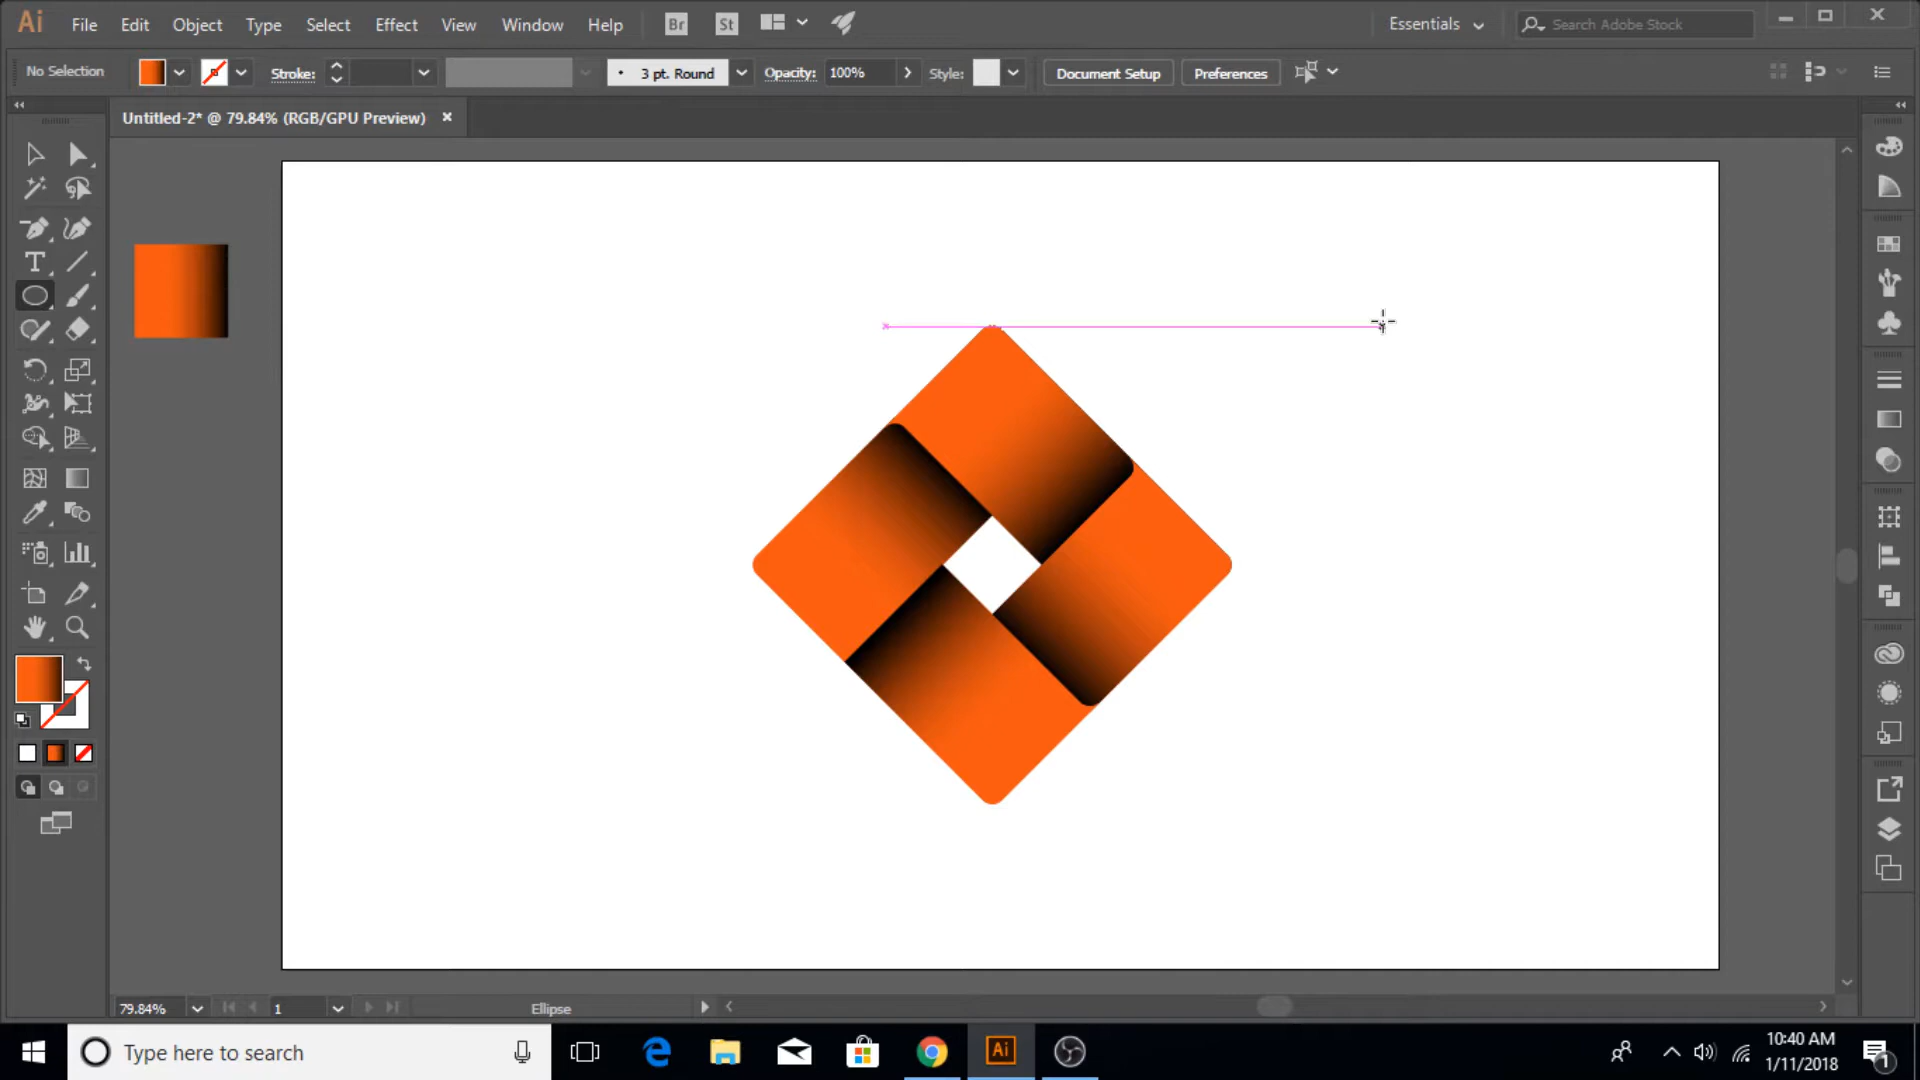 Ai File Edit Object Type Select Effect View Window Help Br St Essentials Search Adobe Stock
No Selection Stroke: 3 pt. Round Opacity: 100% Style: Document Setup Preferences
Untitled-2* @ 79.84% (RGB/GPU Preview)
T
79.84% 1 Ellipse
Type here to search Ai 10:40 AM
1/11/2018 1